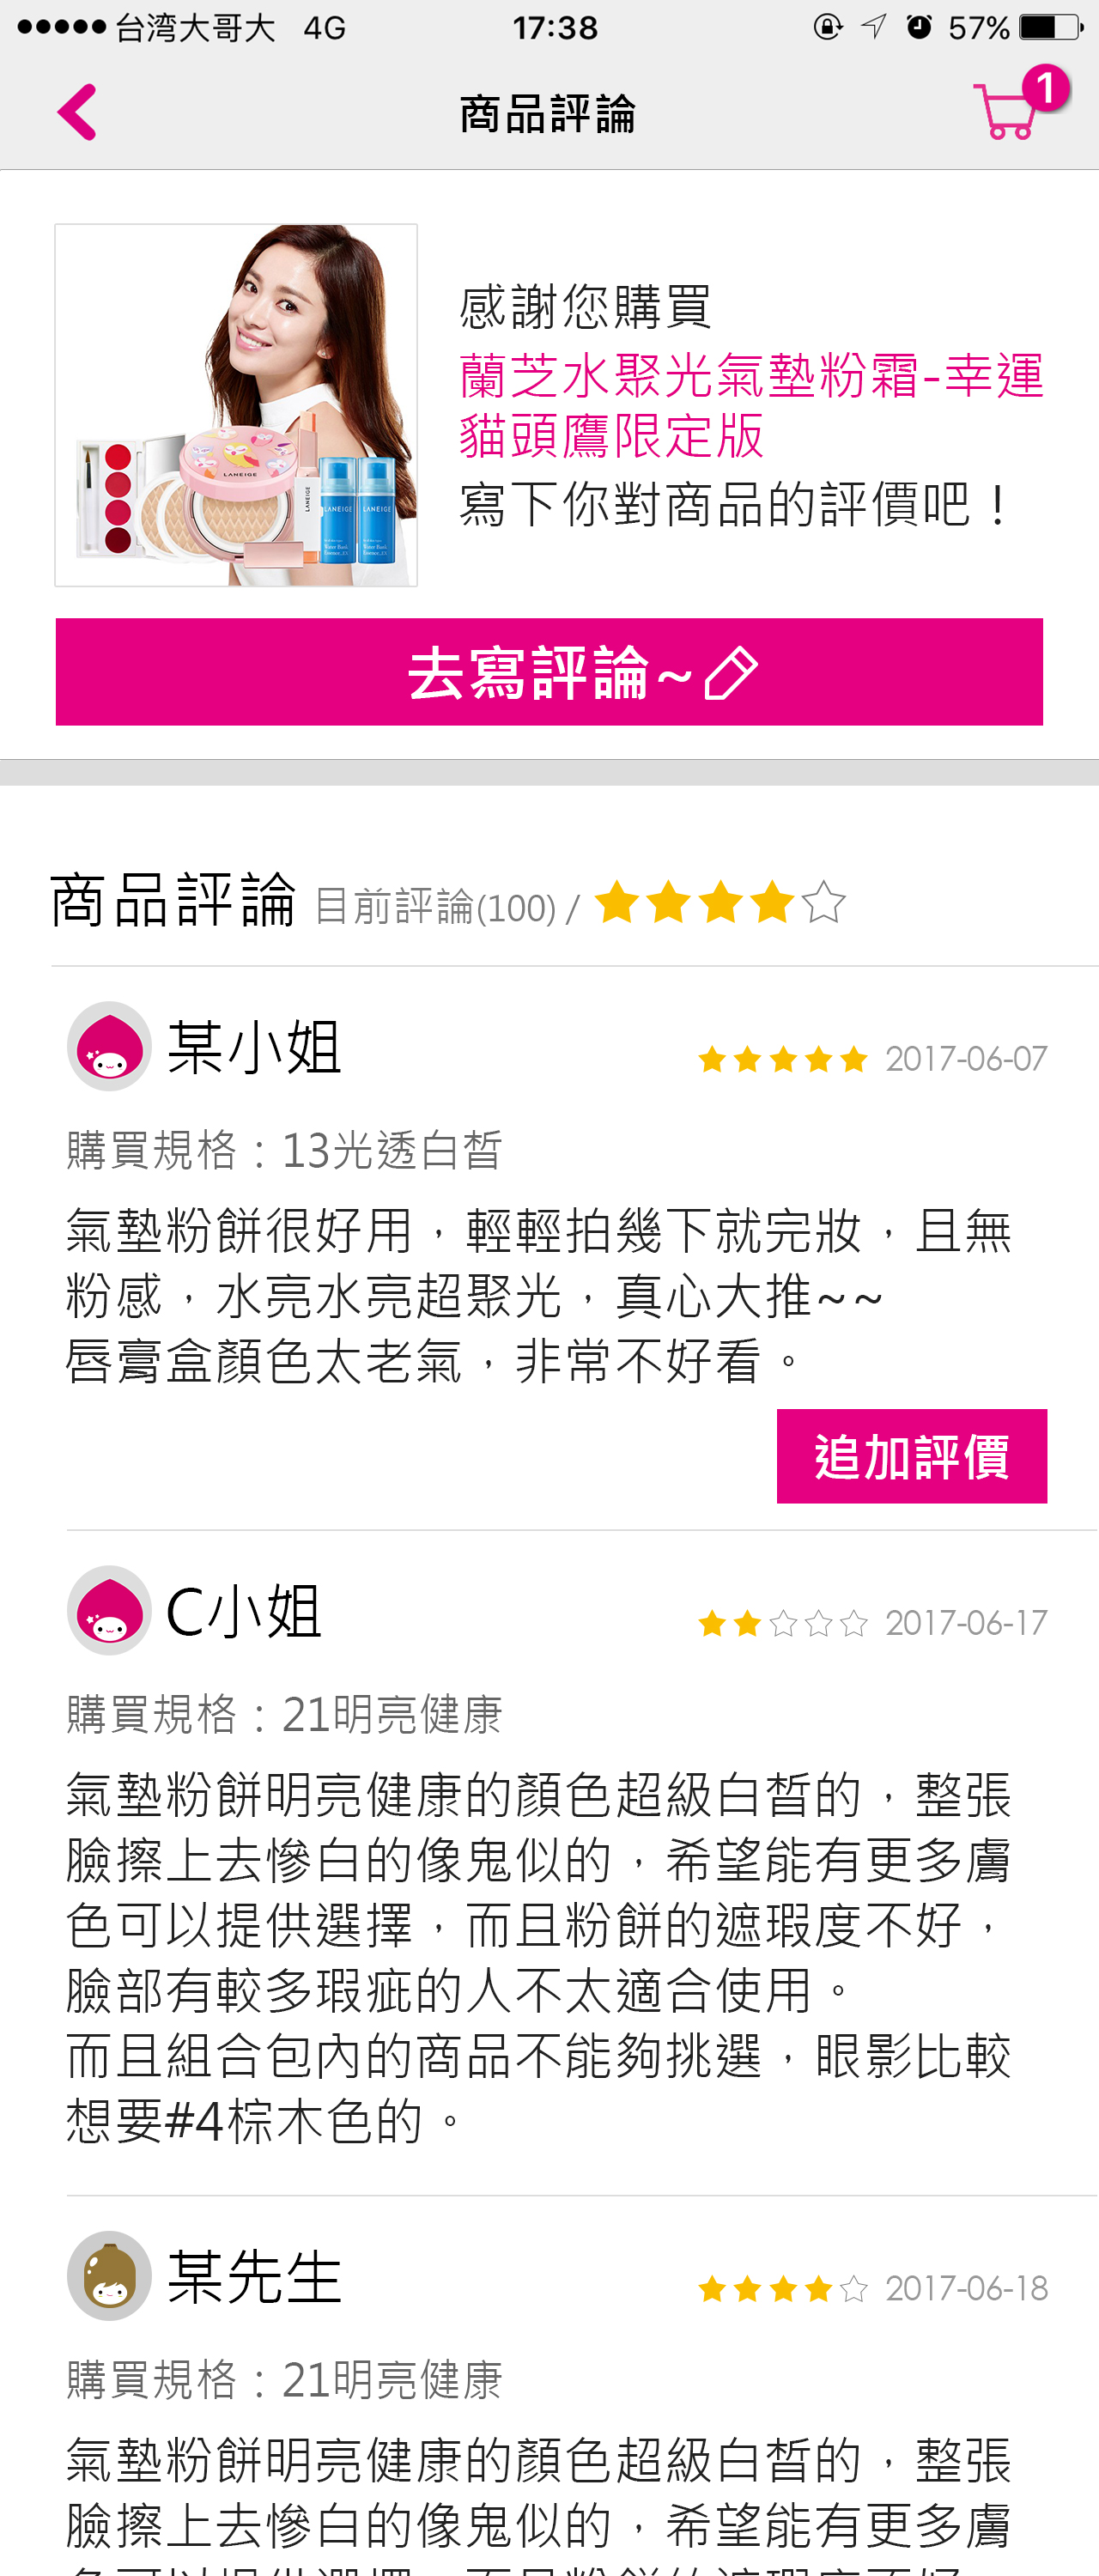 台湾大哥大 4G 17:38 57%
商品評論 1
感謝您購買
蘭芝水聚光氣墊粉霜-幸運
貓頭鷹限定版
寫下你對商品的評價吧！
LANEIGE
LANEIGE
LANEIGE
LANEIGE
Water Bank
Essence_EX
Water Bank
Essence_EX
去寫評論~
商品評論 目前評論(100) /
某小姐 2017-06-07
購買規格：13光透白皙
氣墊粉餅很好用，輕輕拍幾下就完妝，且無
粉感，水亮水亮超聚光，真心大推~~
唇膏盒顏色太老氣，非常不好看。
追加評價
C小姐 2017-06-17
購買規格：21明亮健康
氣墊粉餅明亮健康的顏色超級白皙的，整張
臉擦上去慘白的像鬼似的，希望能有更多膚
色可以提供選擇，而且粉餅的遮瑕度不好，
臉部有較多瑕疵的人不太適合使用。
而且組合包內的商品不能夠挑選，眼影比較
想要#4棕木色的。
某先生 2017-06-18
購買規格：21明亮健康
氣墊粉餅明亮健康的顏色超級白皙的，整張
臉擦上去慘白的像鬼似的，希望能有更多膚